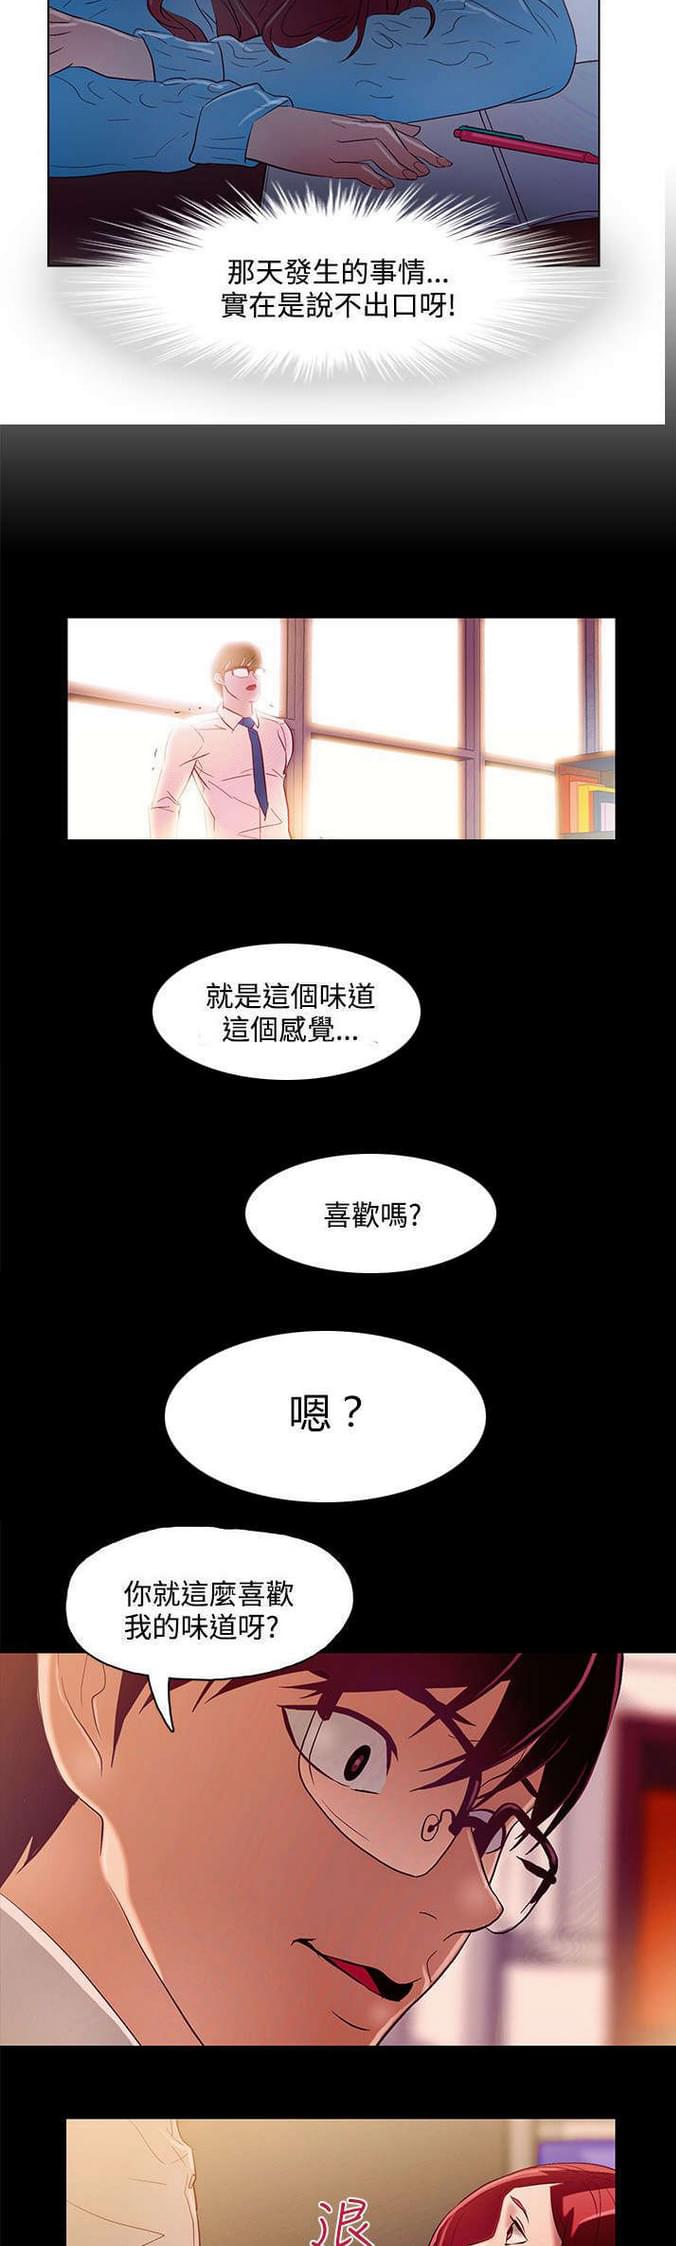 那天發生的事情...
實在是說不出口呀!
就是這個味道
這個感覺...
喜歡嗎?
嗯？
你就這麼喜歡
我的味道呀?
浪